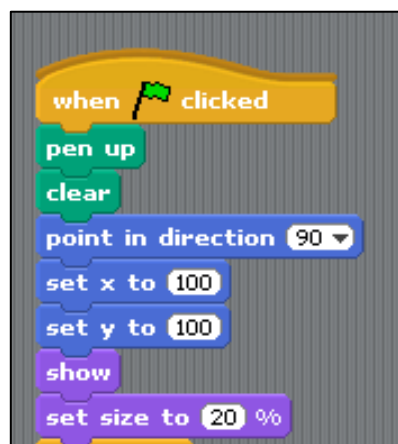 when clicked
pen up
clear
point in direction 90
set x to 100
set y to 100
show
set size to 20 %